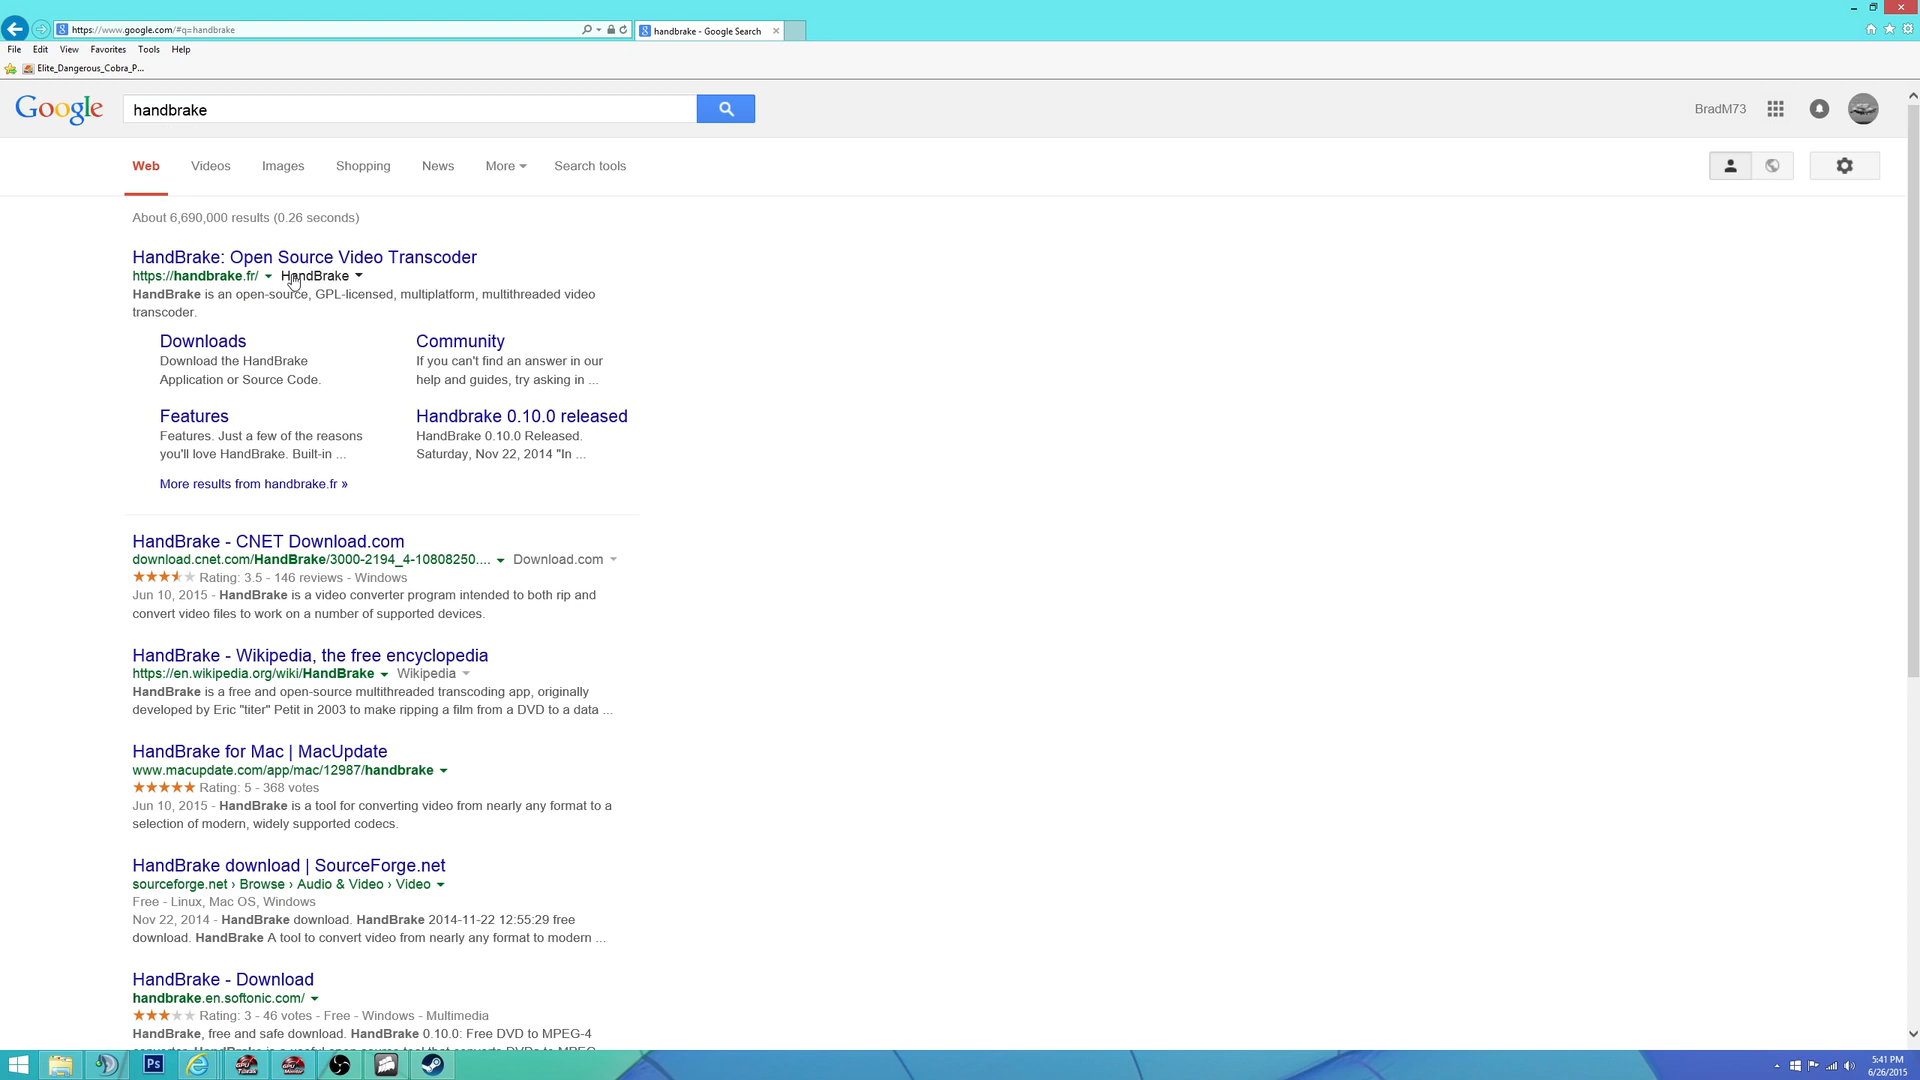 https://www.google.com/#q=handbrake
handbrake - Google Search
File Edit View Favorites Tools Help
Elite_Dangerous_Cobra_P...
Google
handbrake
BradM73
Web Videos Images Shopping News More Search tools
About 6,690,000 results (0.26 seconds)
HandBrake: Open Source Video Transcoder
https://handbrake.fr/ HandBrake
HandBrake is an open-source, GPL-licensed, multiplatform, multithreaded video
transcoder.
Downloads
Download the HandBrake
Application or Source Code.
Community
If you can't find an answer in our
help and guides, try asking in ...
Features
Features. Just a few of the reasons
you'll love HandBrake. Built-in ...
Handbrake 0.10.0 released
HandBrake 0.10.0 Released.
Saturday, Nov 22, 2014 "In ...
More results from handbrake.fr »
HandBrake - CNET Download.com
download.cnet.com/HandBrake/3000-2194_4-10808250.... Download.com
Rating: 3.5 - 146 reviews - Windows
Jun 10, 2015 - HandBrake is a video converter program intended to both rip and
convert video files to work on a number of supported devices.
HandBrake - Wikipedia, the free encyclopedia
https://en.wikipedia.org/wiki/HandBrake Wikipedia
HandBrake is a free and open-source multithreaded transcoding app, originally
developed by Eric "titer" Petit in 2003 to make ripping a film from a DVD to a data ...
HandBrake for Mac | MacUpdate
www.macupdate.com/app/mac/12987/handbrake
Rating: 5 - 368 votes
Jun 10, 2015 - HandBrake is a tool for converting video from nearly any format to a
selection of modern, widely supported codecs.
HandBrake download | SourceForge.net
sourceforge.net › Browse › Audio & Video › Video
Free - Linux, Mac OS, Windows
Nov 22, 2014 - HandBrake download. HandBrake 2014-11-22 12:55:29 free
download. HandBrake A tool to convert video from nearly any format to modern ...
HandBrake - Download
handbrake.en.softonic.com/
Rating: 3 - 46 votes - Free - Windows - Multimedia
HandBrake, free and safe download. HandBrake 0.10.0: Free DVD to MPEG-4
Ps
5:41 PM
6/26/2015